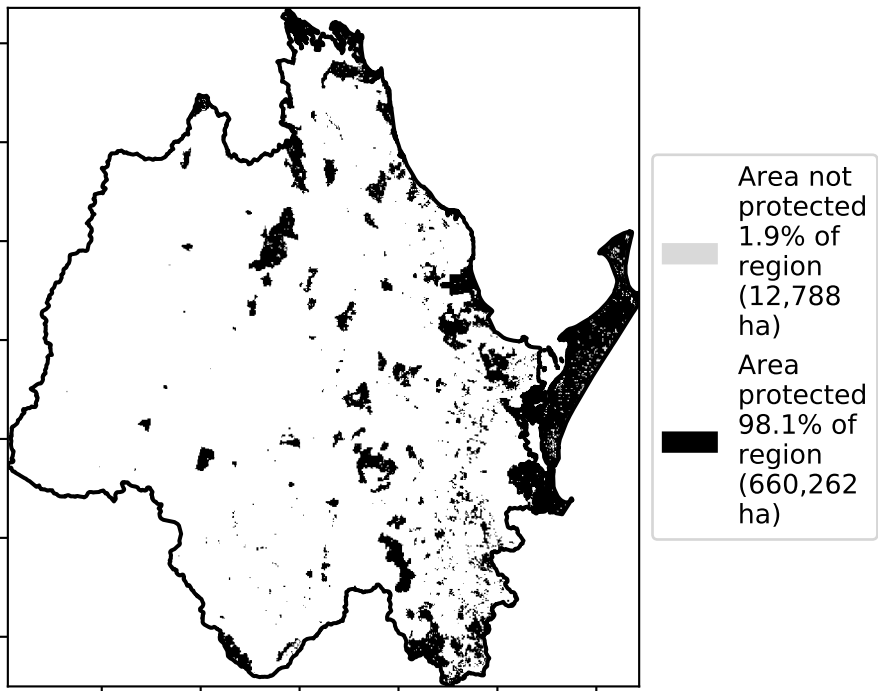 Area not
protected
1.9% of
region
(12,788
ha)
Area
protected
98.1% of
region
(660,262
ha)